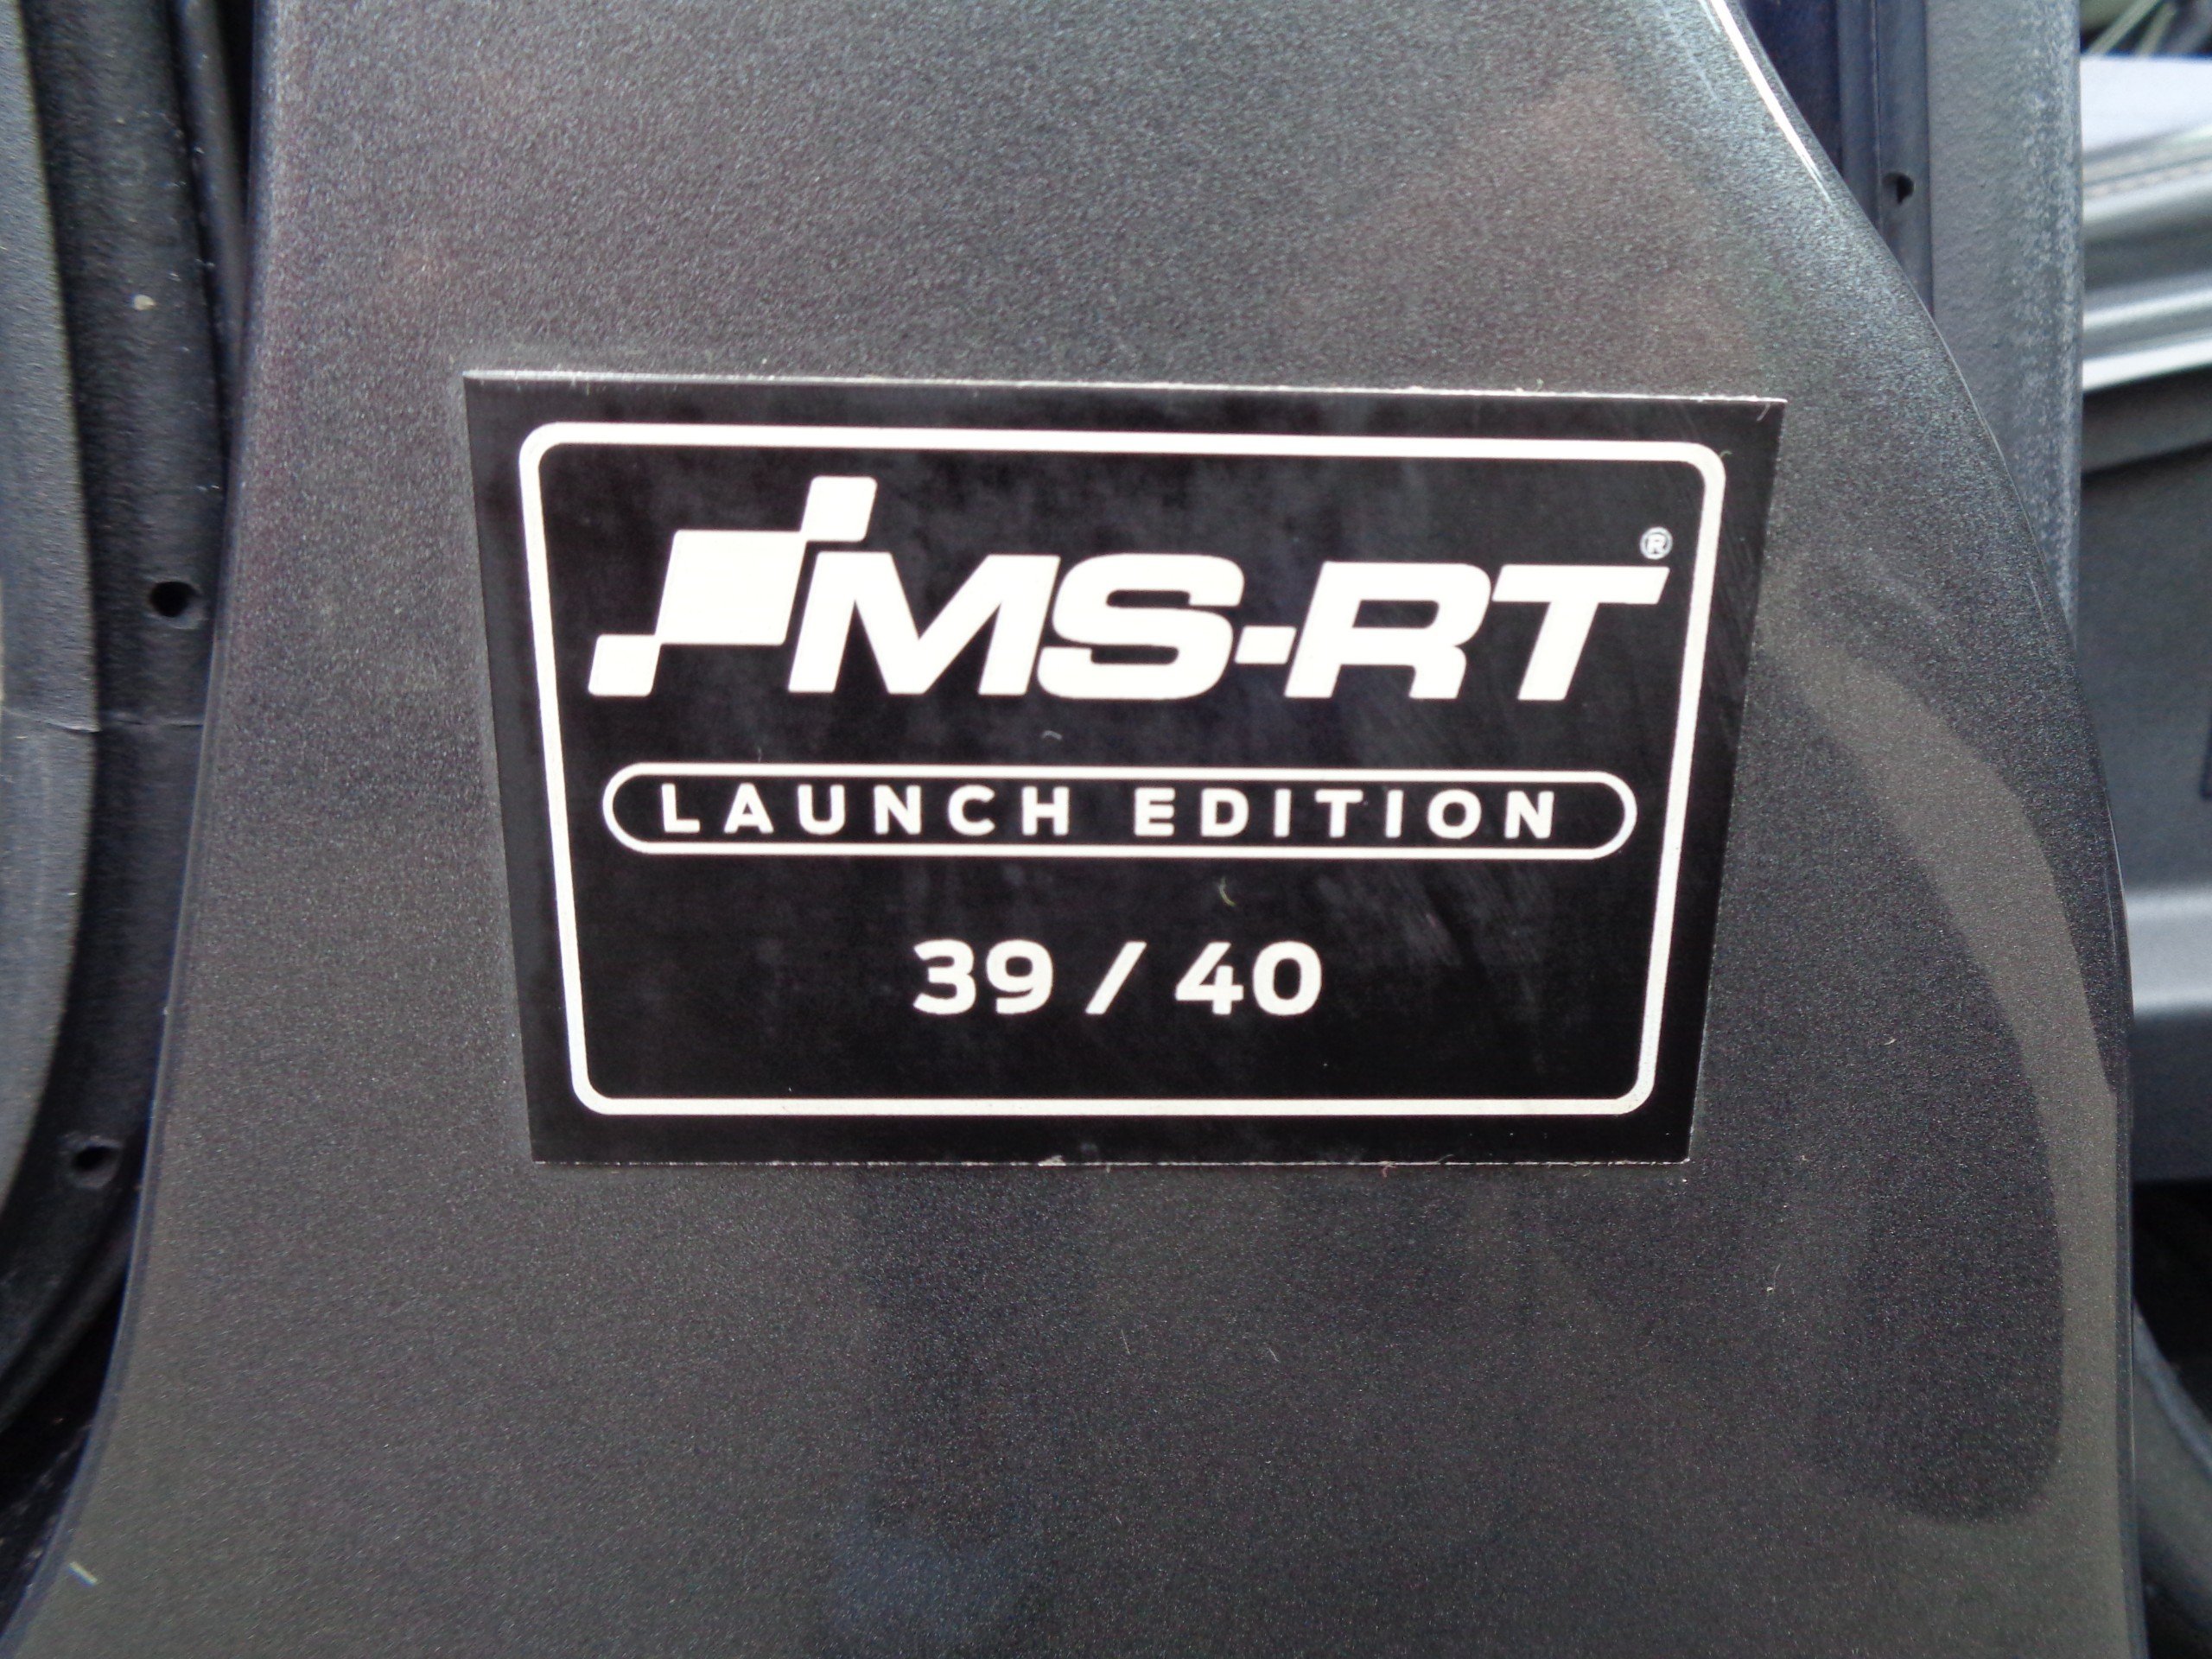 MS-RT®
LAUNCH EDITION
39 / 40